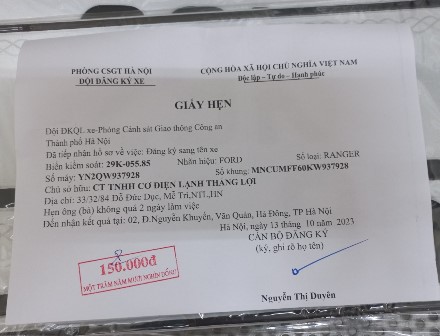 PHÒNG CSGT HÀ NỘI
ĐỘI ĐĂNG KÝ XE
CỘNG HÒA XÃ HỘI CHỦ NGHĨA VIỆT NAM
Độc lập - Tự do - Hạnh phúc
GIẤY HẸN
Đội ĐKQL xe-Phòng Cảnh sát Giao thông Công an
Thành phố Hà Nội
Đã tiếp nhận hồ sơ về việc: Đăng ký sang tên xe
Biển kiểm soát: 29K-055.85 Nhãn hiệu: FORD Số loại: RANGER
Số máy: YN2QW937928 Số khung: MNCUMFF60KW937928
Chủ sở hữu: CT TNHH CƠ ĐIỆN LẠNH THẮNG LỢI
Địa chỉ: 33/32/84 Đỗ Đức Dục, Mễ Trì,NTL,HN
Hẹn ông (bà) không quá 2 ngày làm việc
Đến nhận kết quả tại: 02, Đ.Nguyễn Khuyến, Văn Quán, Hà Đông, TP Hà Nội
Hà Nội, ngày 13 tháng 10 năm 2023
CÁN BỘ ĐĂNG KÝ
(ký, ghi rõ họ tên)
150.000đ
MỘT TRĂM NĂM MƯƠI NGHÌN ĐỒNG
Nguyễn Thị Duyên